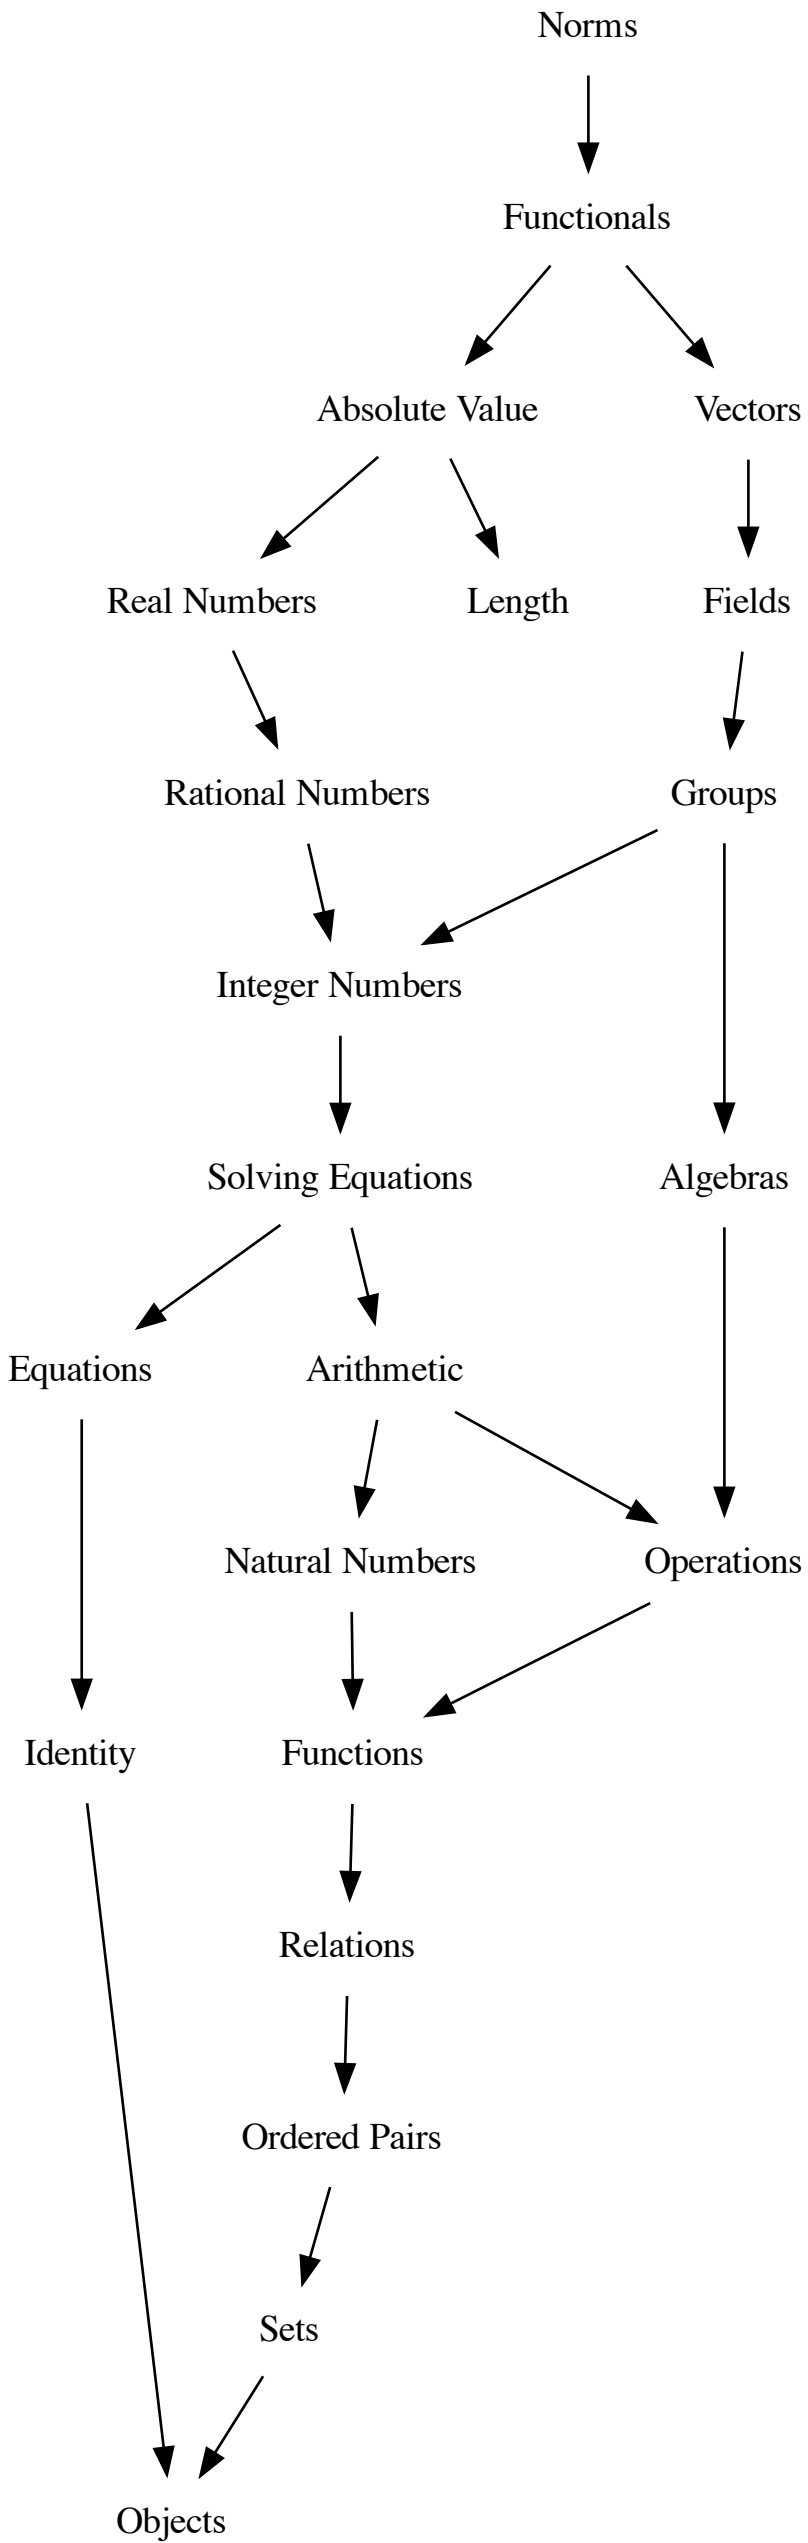 Norms
Functionals
Absolute Value
Vectors
Real Numbers
Length
Fields
Rational Numbers
Groups
Integer Numbers
Solving Equations
Algebras
Equations
Arithmetic
Natural Numbers
Operations
Identity
Functions
Relations
Ordered Pairs
Sets
Objects